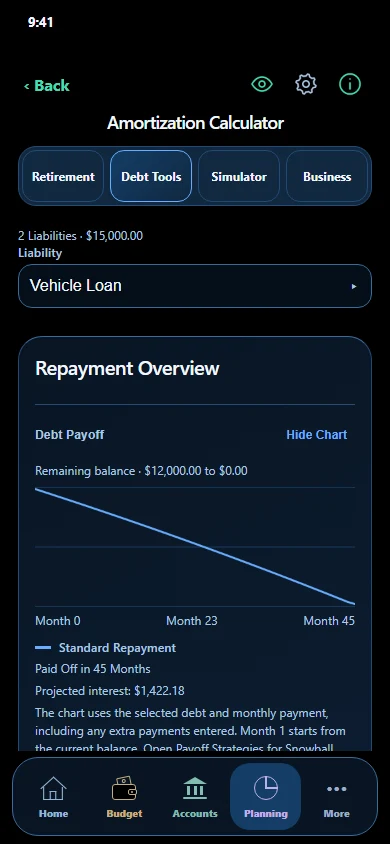 9:41
‹ Back
Amortization Calculator
Retirement
Debt Tools
Simulator
Business
2 Liabilities · $15,000.00
Liability
Vehicle Loan
Repayment Overview
Debt Payoff
Hide Chart
Remaining balance · $12,000.00 to $0.00
Month 0
Month 23
Month 45
Standard Repayment
Paid Off in 45 Months
Projected interest: $1,422.18
The chart uses the selected debt and monthly payment,
including any extra payments entered. Month 1 starts from
the current balance. Open Payoff Strategies for Snowball
Home
Budget
Accounts
Planning
More